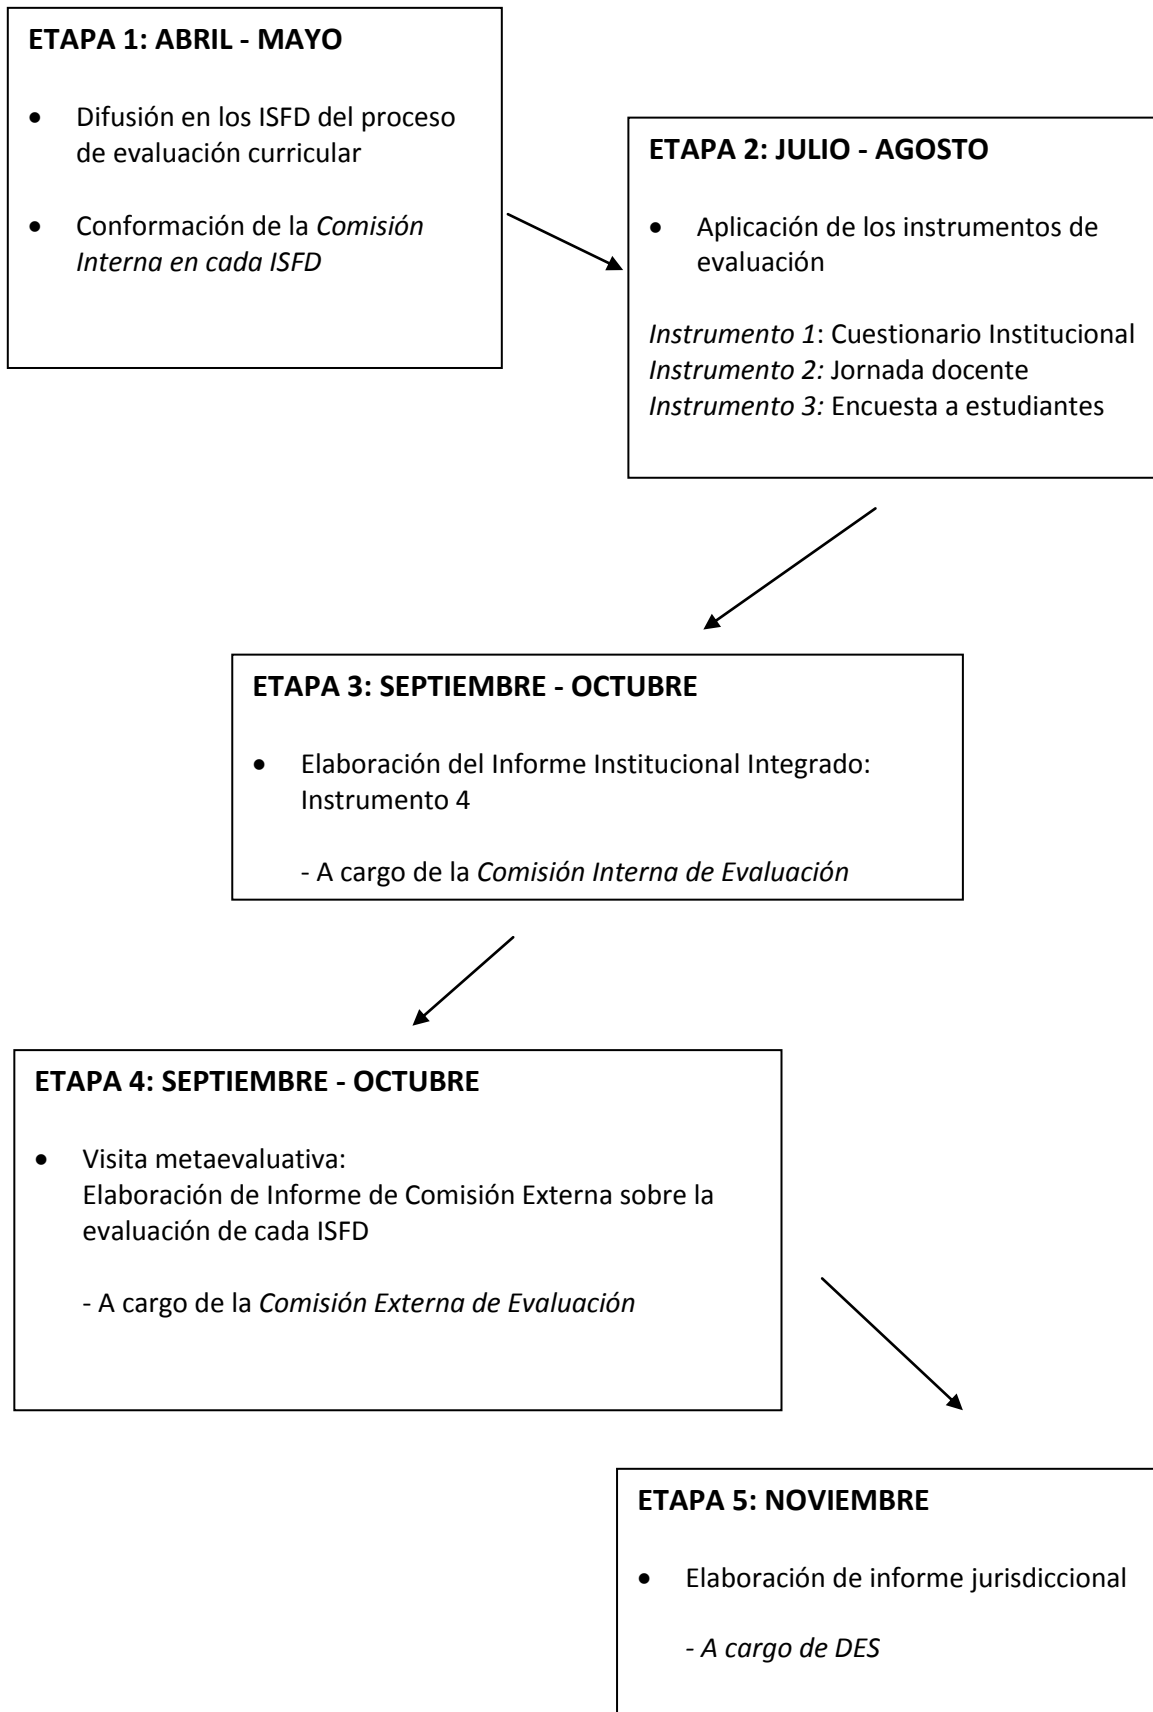 ETAPA 1: ABRIL - MAYO
• Difusión en los ISFD del proceso
de evaluación curricular
• Conformación de la Comisión
Interna en cada ISFD
ETAPA 2: JULIO - AGOSTO
• Aplicación de los instrumentos de
evaluación
Instrumento 1: Cuestionario Institucional
Instrumento 2: Jornada docente
Instrumento 3: Encuesta a estudiantes
ETAPA 3: SEPTIEMBRE - OCTUBRE
• Elaboración del Informe Institucional Integrado:
Instrumento 4
- A cargo de la Comisión Interna de Evaluación
ETAPA 4: SEPTIEMBRE - OCTUBRE
• Visita metaevaluativa:
Elaboración de Informe de Comisión Externa sobre la
evaluación de cada ISFD
- A cargo de la Comisión Externa de Evaluación
ETAPA 5: NOVIEMBRE
• Elaboración de informe jurisdiccional
- A cargo de DES